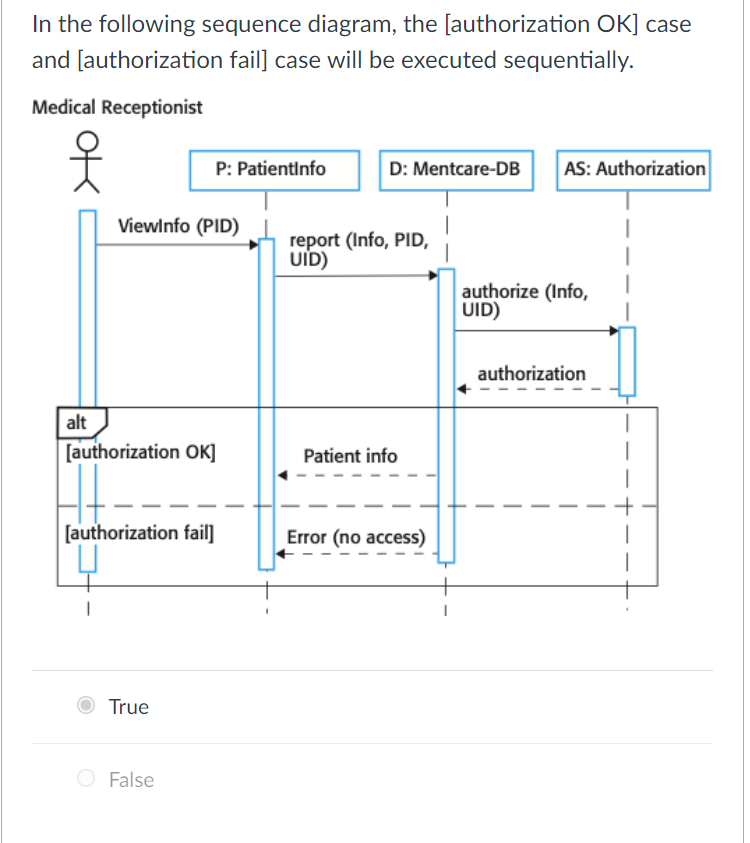 In the following sequence diagram, the [authorization OK] case
and [authorization fail] case will be executed sequentially.
Medical Receptionist
P: PatientInfo
D: Mentcare-DB
AS: Authorization
ViewInfo (PID)
report (Info, PID,
UID)
authorize (Info,
UID)
authorization
alt
[authorization OK]
Patient info
[authorization fail]
Error (no access)
True
False